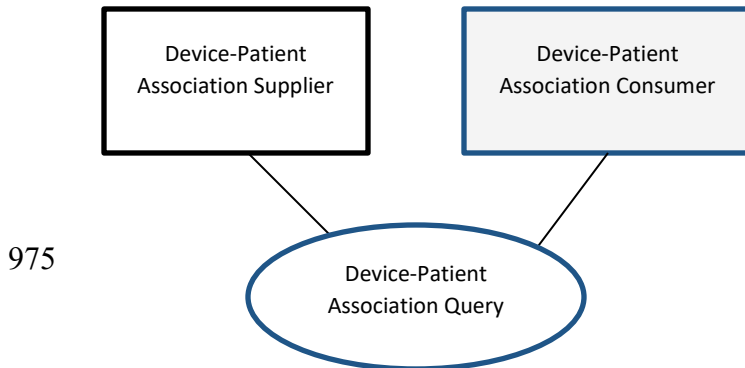 Device-Patient
Association Supplier
Device-Patient
Association Consumer
975
Device-Patient
Association Query